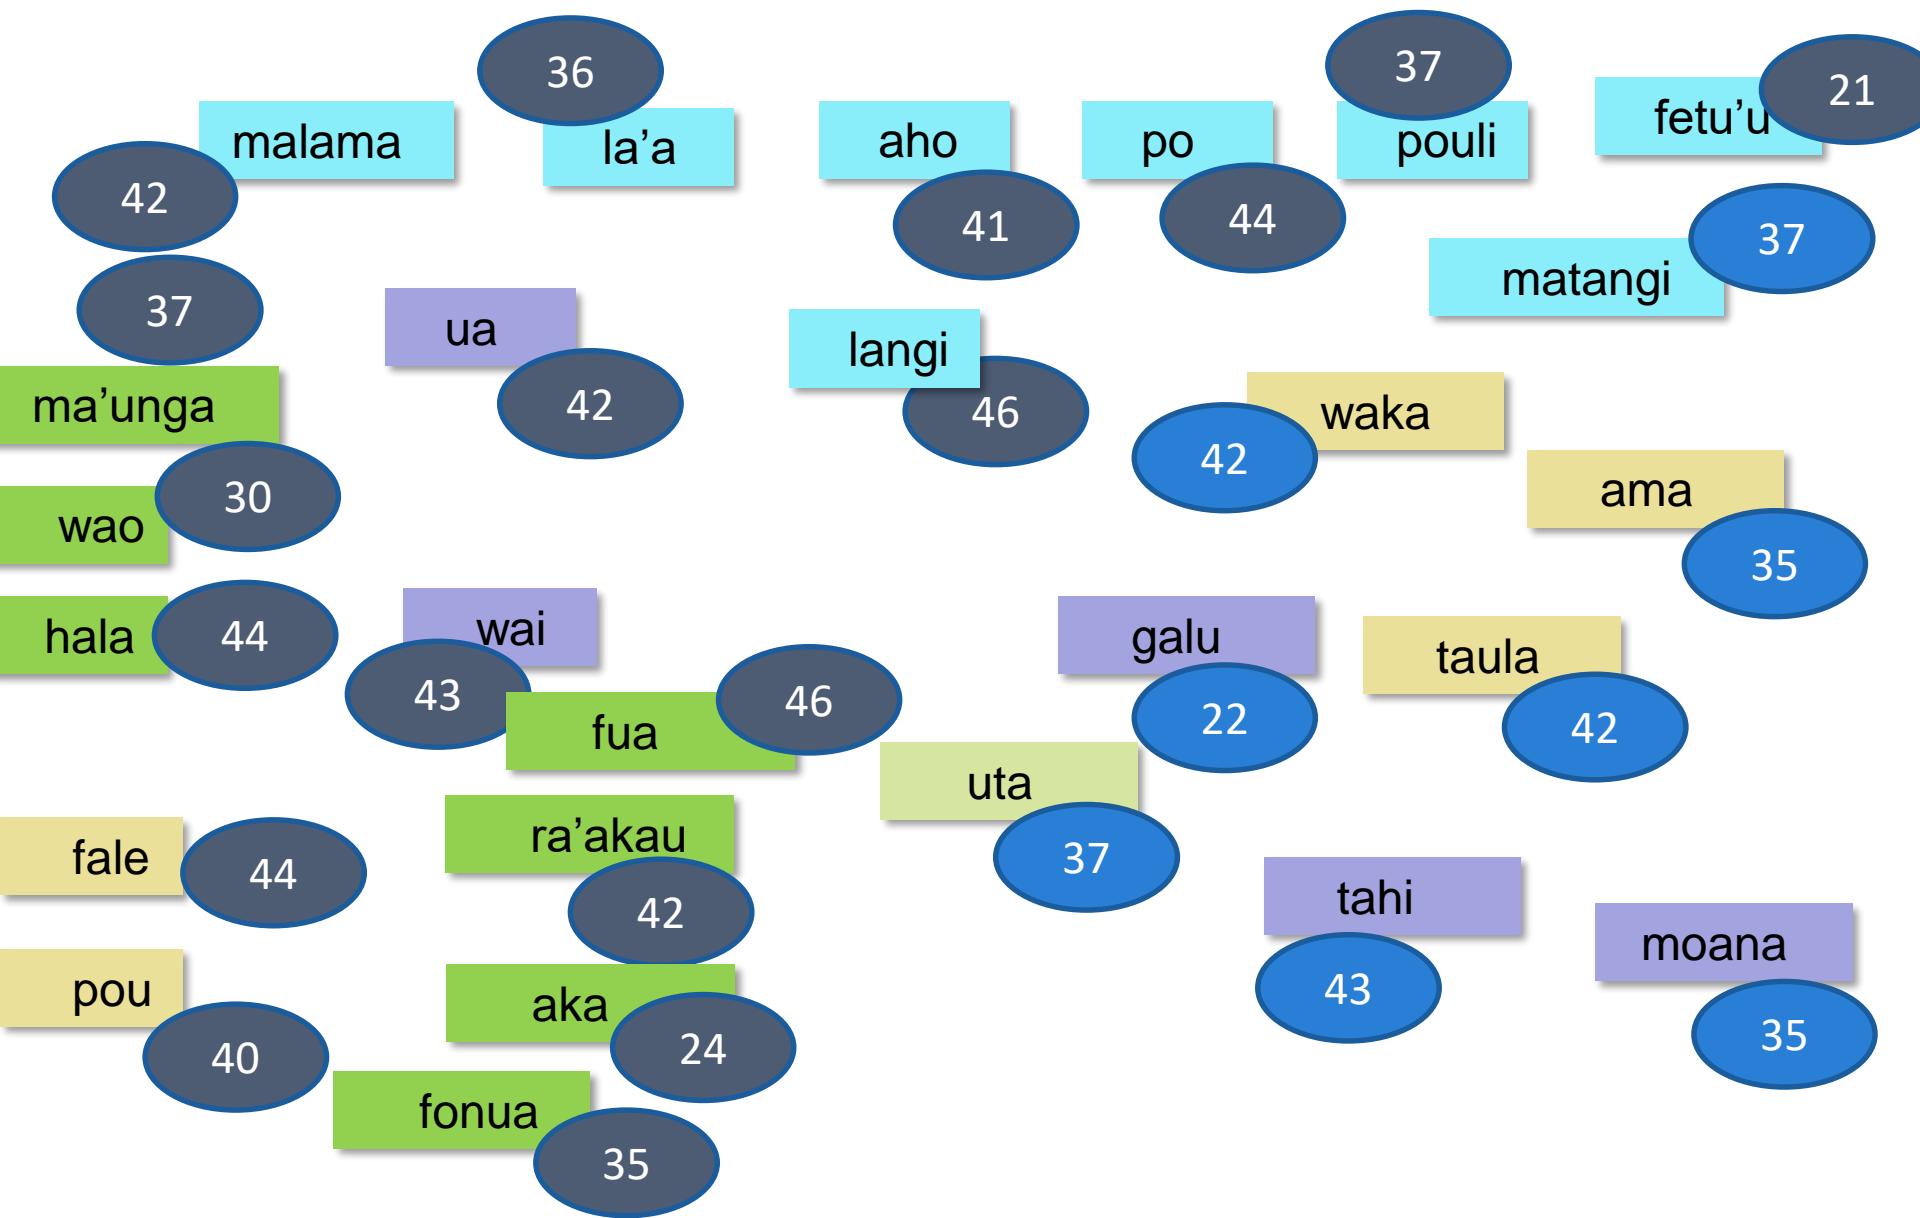 36
37
21
malama
la'a
aho
po
pouli
fetu'u
42
41
44
37
matangi
37
ua
langi
42
46
ma'unga
waka
42
ama
30
wao
35
hala
44
wai
galu
taula
43
46
fua
22
42
uta
ra'akau
fale
44
37
42
tahi
moana
pou
aka
43
35
40
24
fonua
35